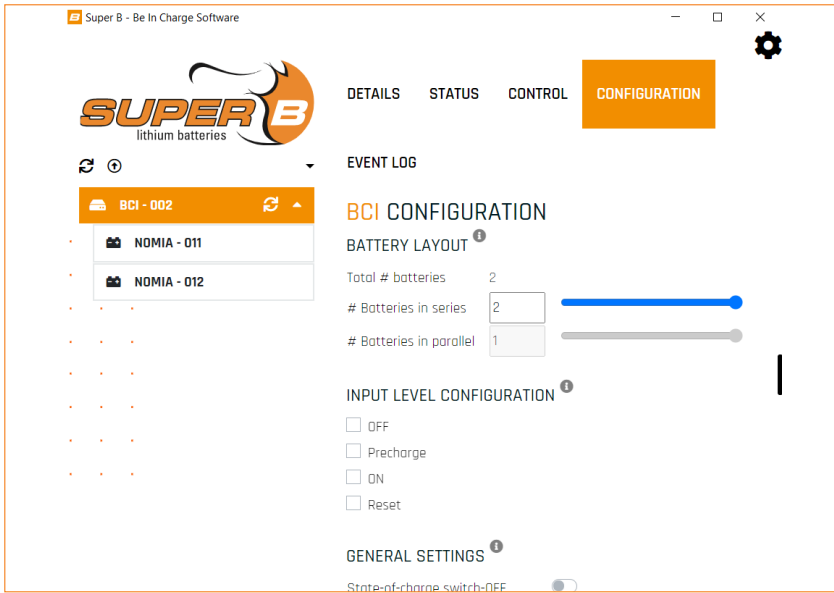 Super B - Be In Charge Software
SUPER B
lithium batteries
DETAILS STATUS CONTROL CONFIGURATION
EVENT LOG
BCI - 002
NOMIA - 011
NOMIA - 012
BCI CONFIGURATION
BATTERY LAYOUT
Total # batteries 2
# Batteries in series 2
# Batteries in parallel 1
INPUT LEVEL CONFIGURATION
OFF
Precharge
ON
Reset
GENERAL SETTINGS
State-of-charge switch-OFF